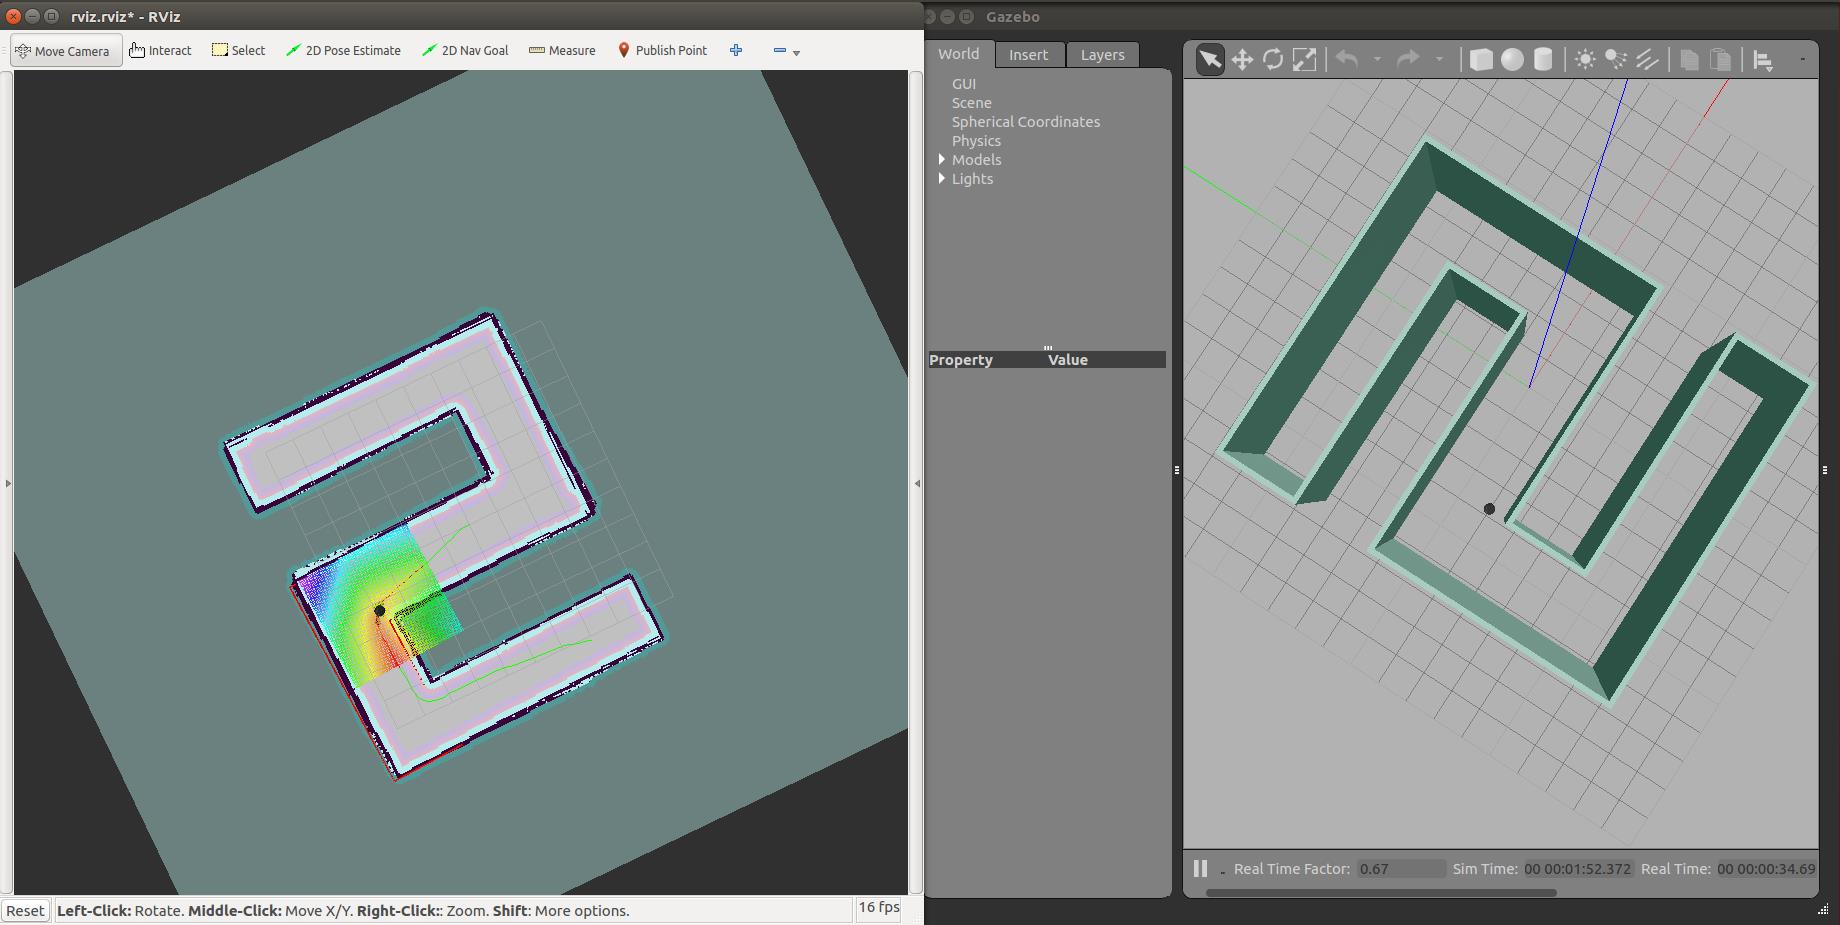 rviz.rviz* - RViz
Move Camera Interact Select 2D Pose Estimate 2D Nav Goal Measure Publish Point
Reset Left-Click: Rotate. Middle-Click: Move X/Y. Right-Click:: Zoom. Shift: More options. 16 fps
Gazebo
World Insert Layers
GUI
Scene
Spherical Coordinates
Physics
Models
Lights
Property Value
Real Time Factor: 0.67 Sim Time: 00 00:01:52.372 Real Time: 00 00:00:34.69